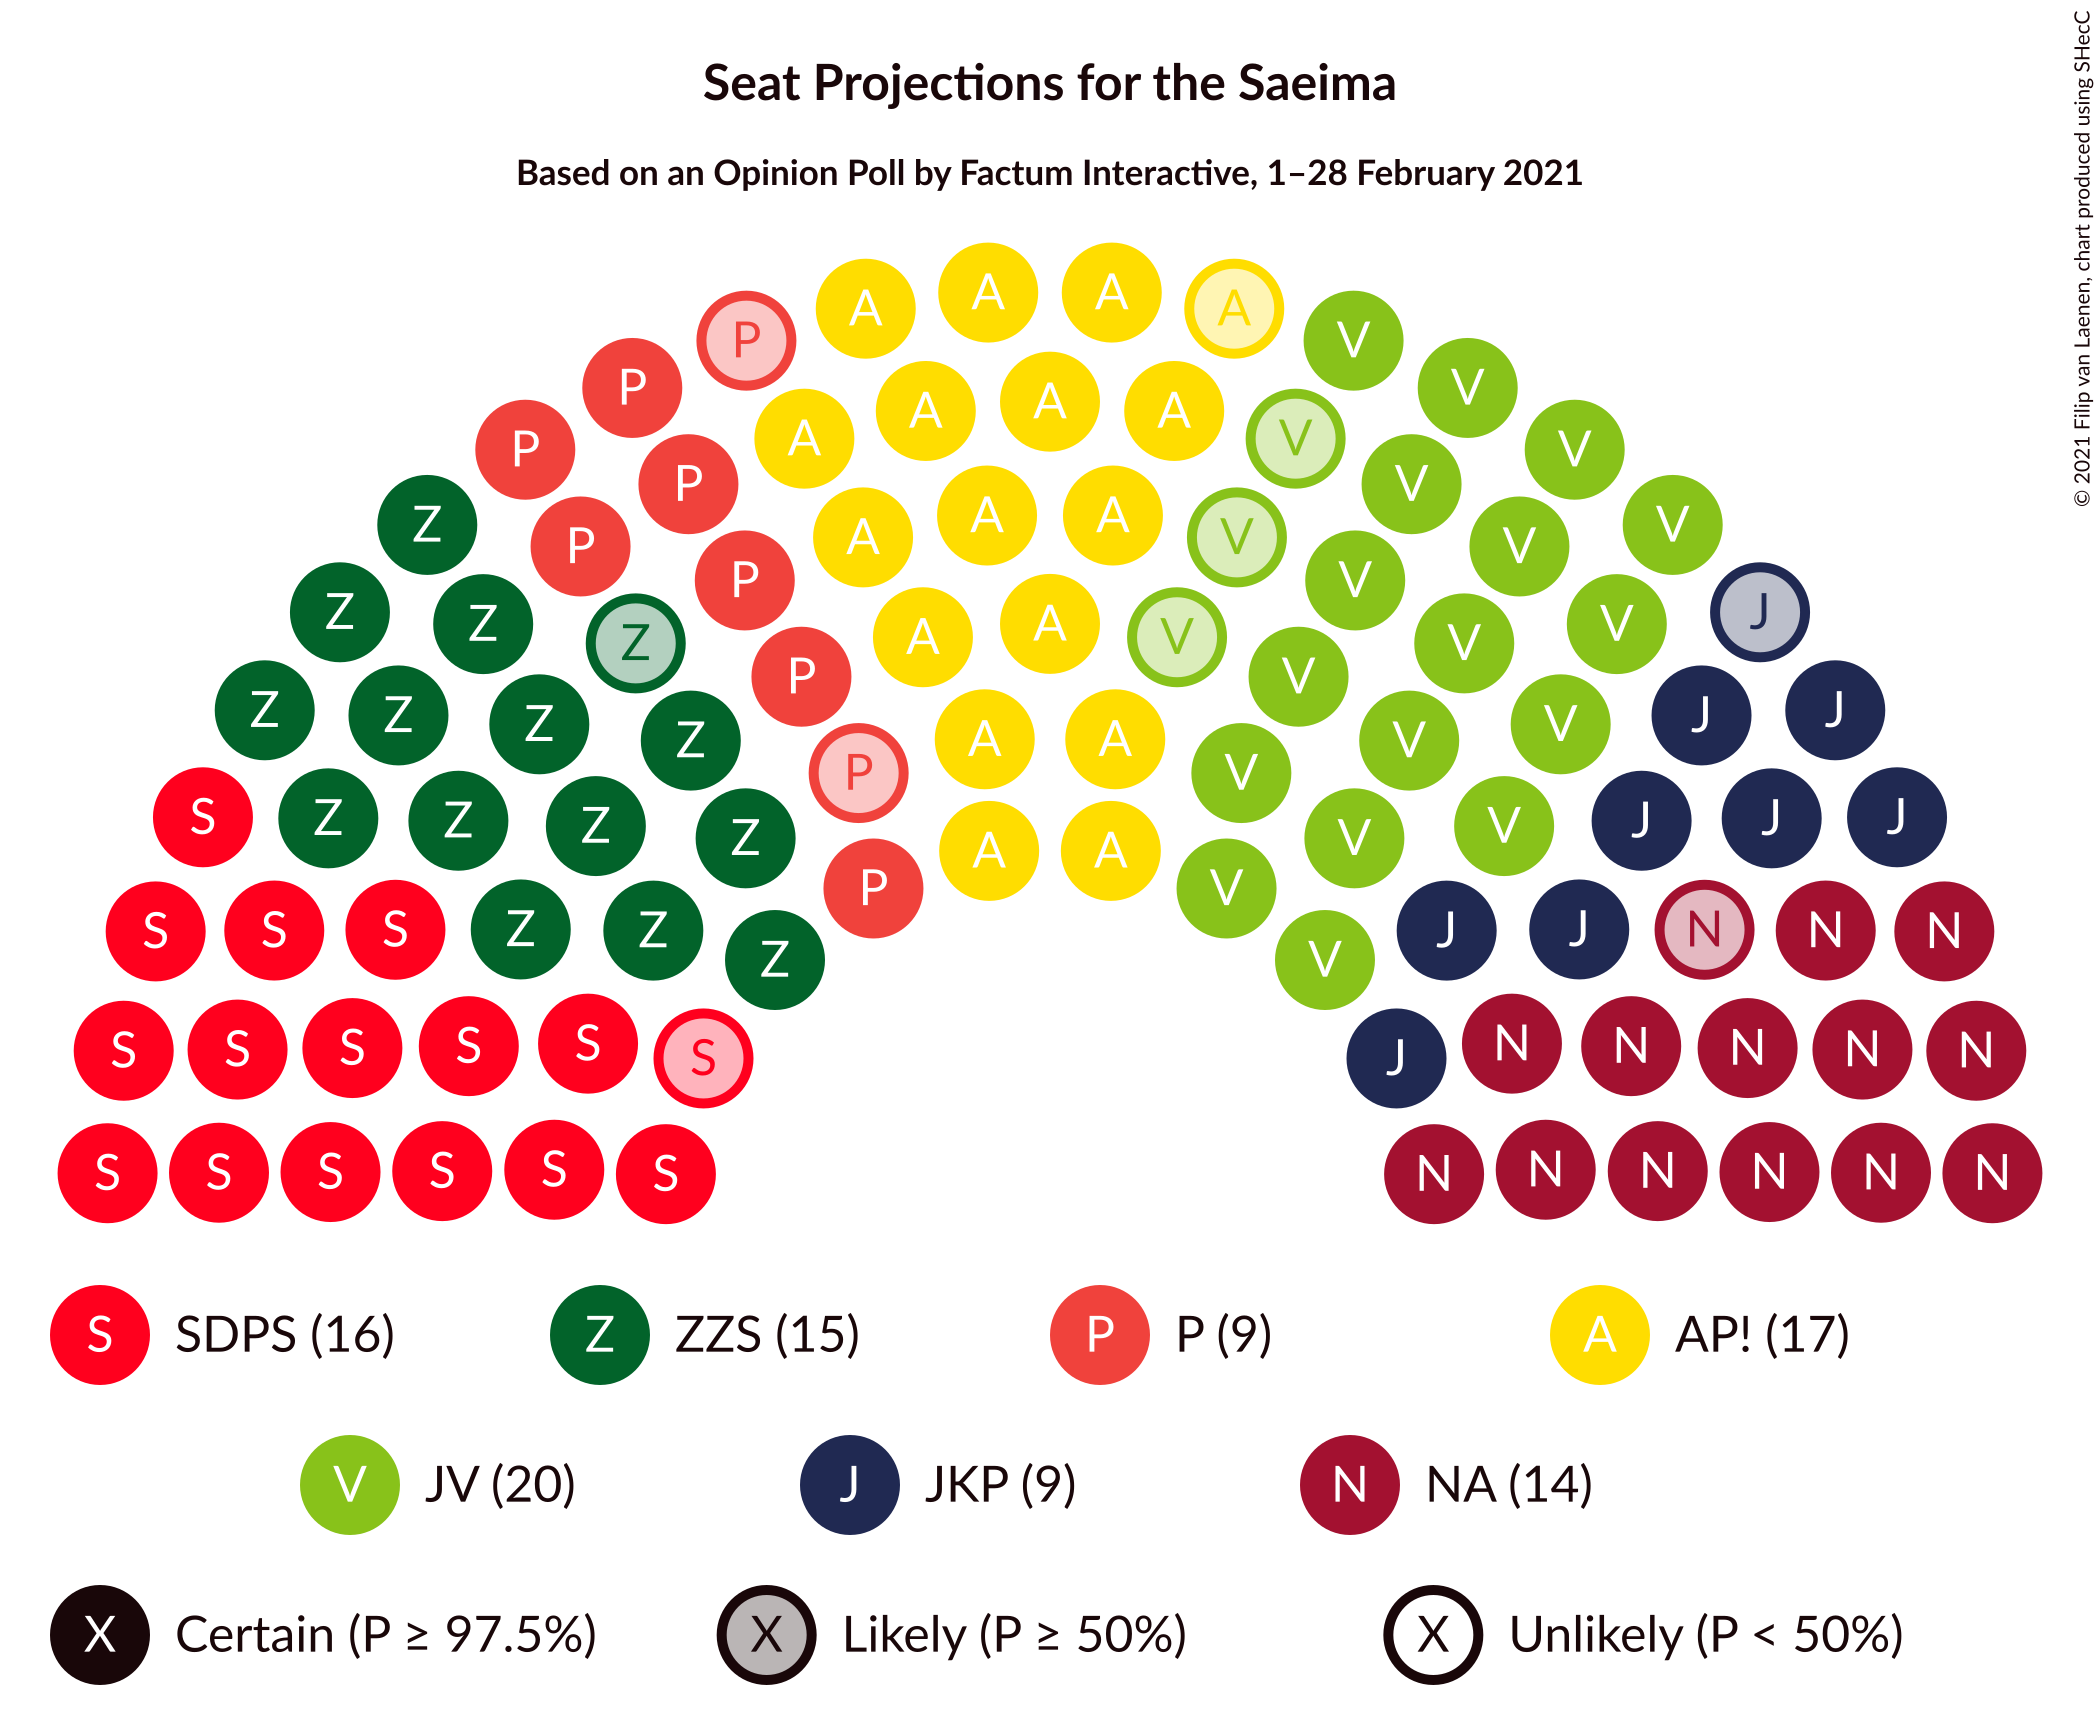 Seat Projections for the Saeima
Based on an Opinion Poll by Factum Interactive, 1–28 February 2021
© 2021 Filip van Laenen, chart produced using SHecC
A A
P A A V
P A A V
P A V
P A A V
Z P A A V V
P V
Z A A V
Z P A V J
Z Z A V V
Z P V V
Z Z Z V V J J
Z A A
Z P V
S Z Z Z Z A A V V V J J J
P V
S S S Z Z Z V J J N N N
S S S S S S J N N N N N
S S S S S S N N N N N N
S SDPS (16) Z ZZS (15) P P (9) A AP! (17)
V JV (20) J JKP (9) N NA (14)
X Certain (P ≥ 97.5%) X Likely (P ≥ 50%) X Unlikely (P < 50%)